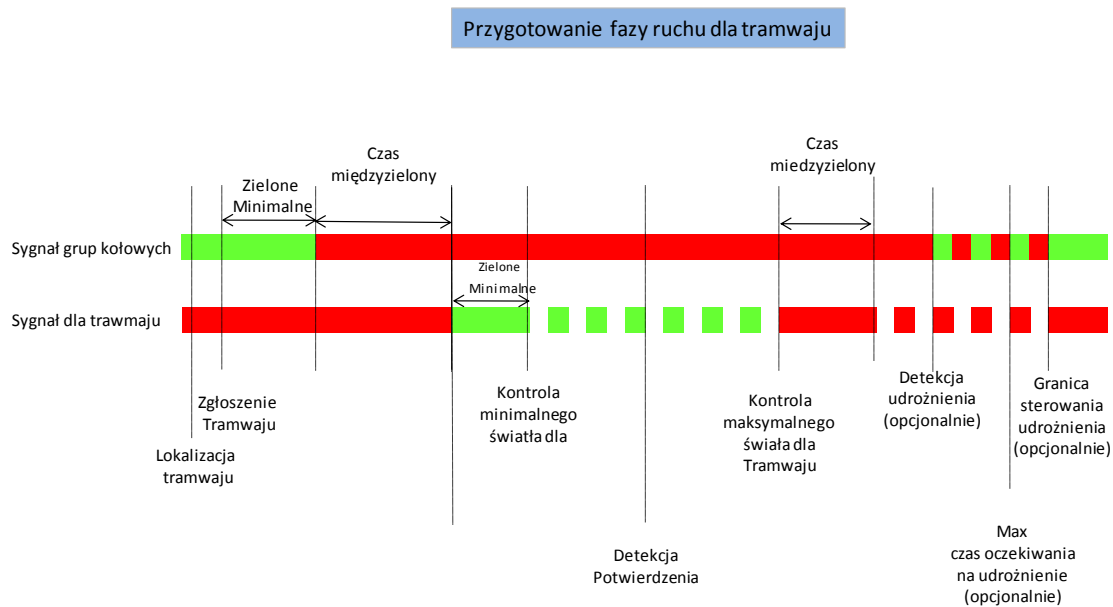 Przygotowanie fazy ruchu dla tramwaju
Czas
międzyzielony
Czas
miedzyzielony
Zielone
Minimalne
Sygnał grup kołowych
Zielone
Minimalne
Sygnał dla trawmaju
Zgłoszenie
Tramwaju
Lokalizacja
tramwaju
Kontrola
minimalnego
światła dla
Kontrola
maksymalnego
świała dla
Tramwaju
Detekcja
udrożnienia
(opcjonalnie)
Granica
sterowania
udrożnienia
(opcjonalnie)
Detekcja
Potwierdzenia
Max
czas oczekiwania
na udrożnienie
(opcjonalnie)